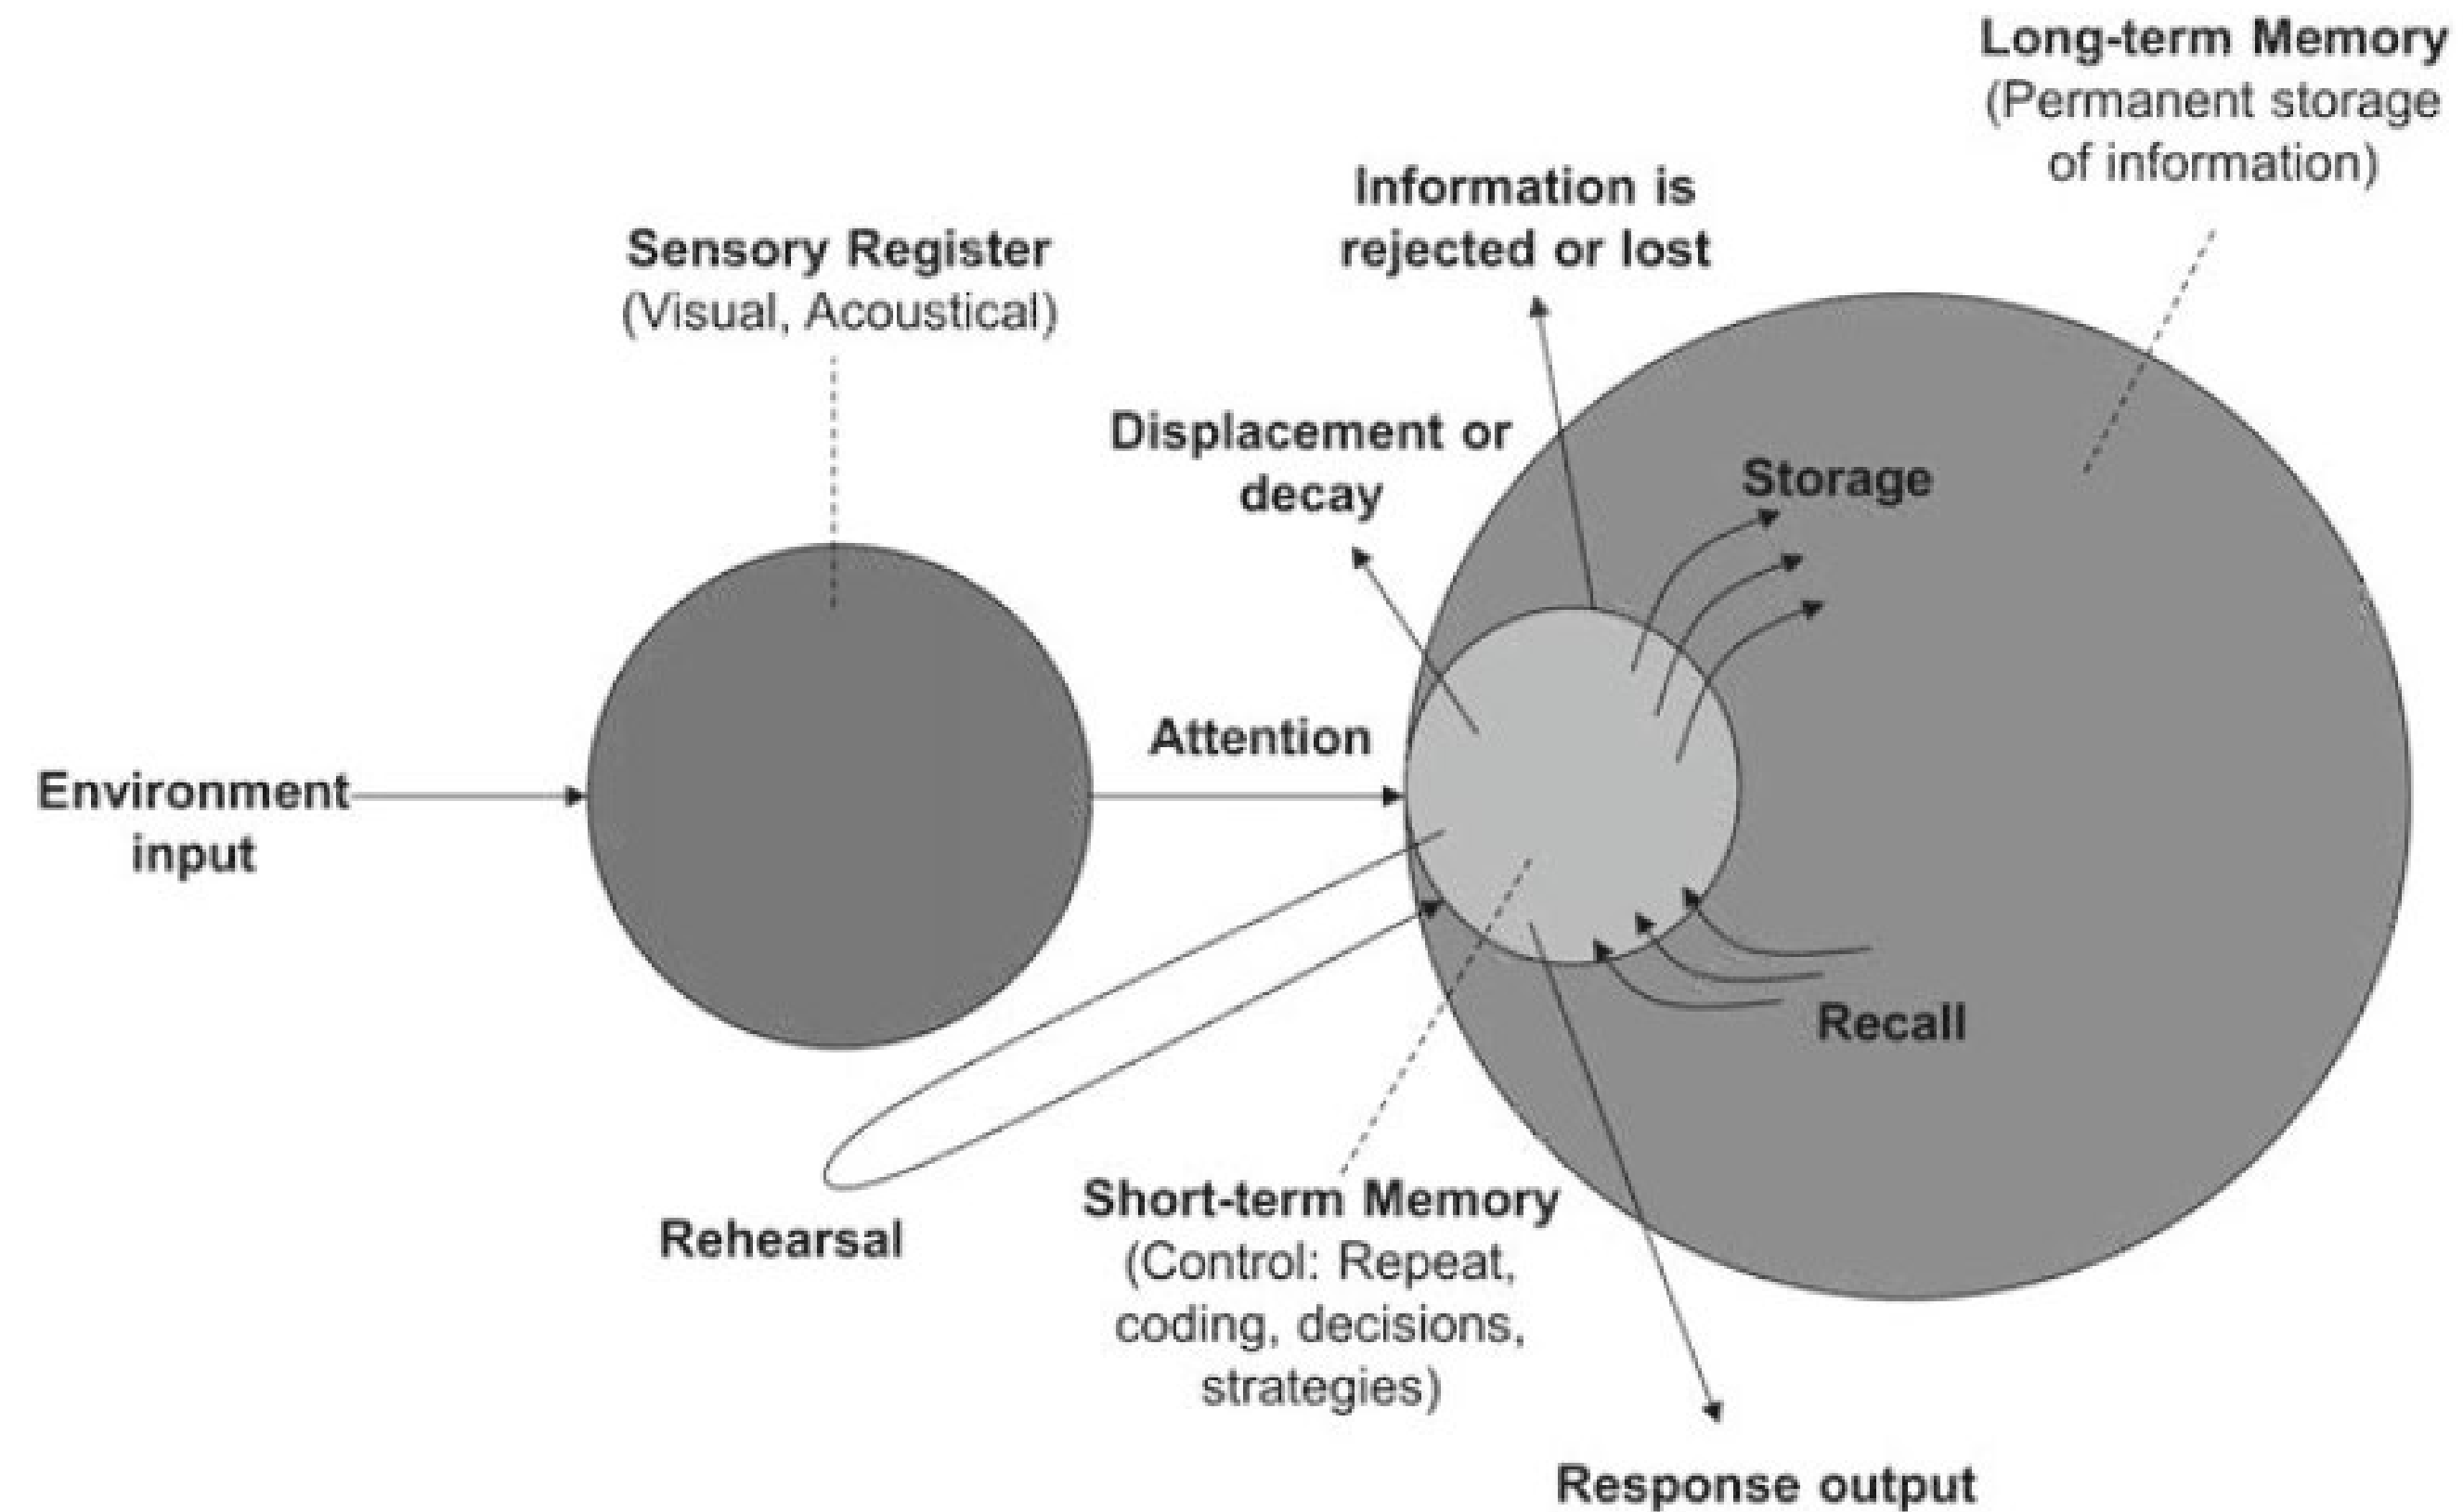 Long-term Memory
(Permanent storage
of information)
Information is
rejected or lost
Sensory Register
(Visual, Acoustical)
Displacement or
decay
Storage
Attention
Environment
input
Recall
Rehearsal
Short-term Memory
(Control: Repeat,
coding, decisions,
strategies)
Response output